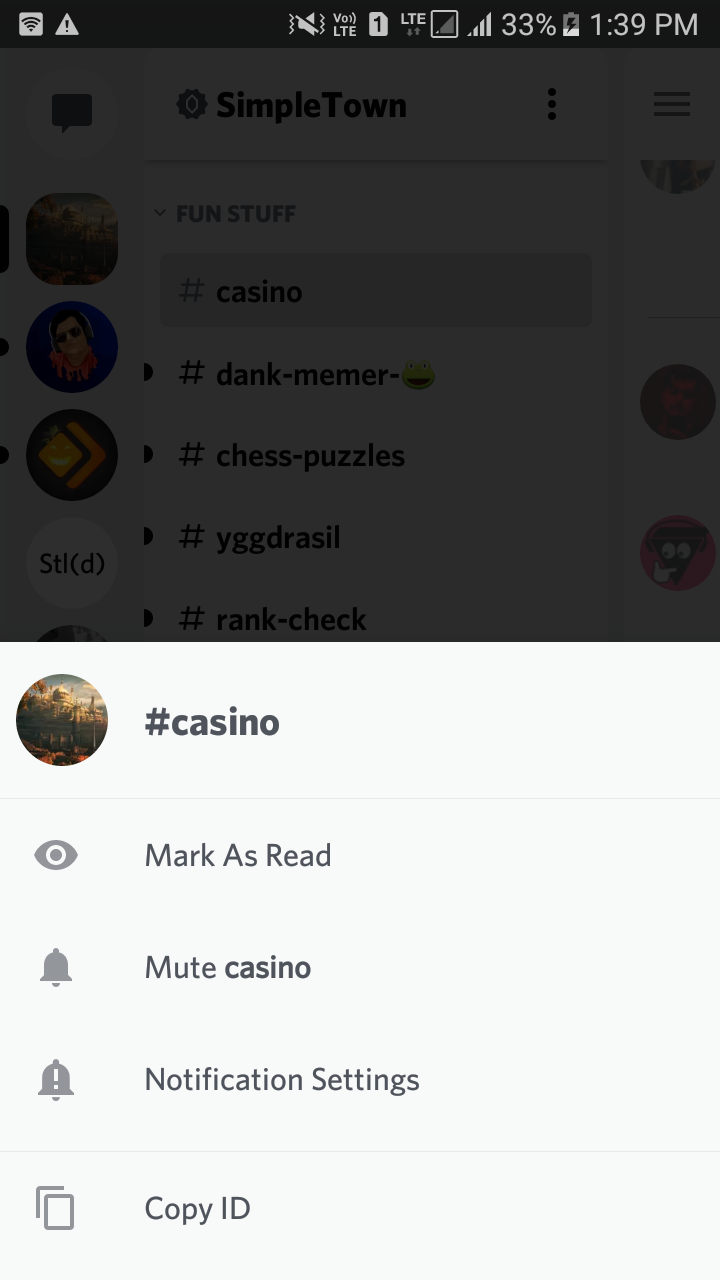 Vo)) LTE 1 LTE 33% 1:39 PM
SimpleTown
FUN STUFF
# casino
# dank-memer-🐸
# chess-puzzles
# yggdrasil
Stl(d)
# rank-check
#casino
Mark As Read
Mute casino
Notification Settings
Copy ID